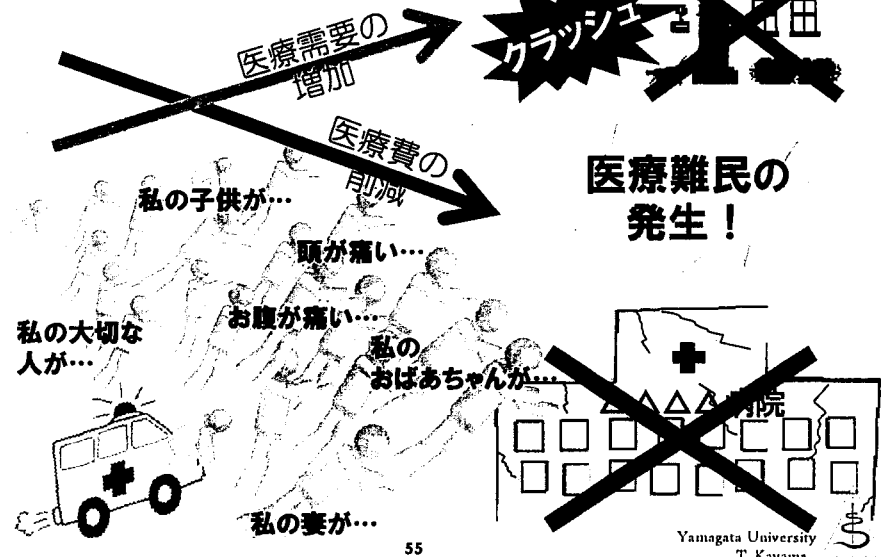 医療需要の
増加
クラッシュ
医療費の
削減
医療難民の
発生！
私の子供が…
頭が痛い…
お腹が痛い…
私の大切な
人が…
私の
おばあちゃんが…
△△△△病院
私の妻が…
55
Yamagata University
T. Kayama